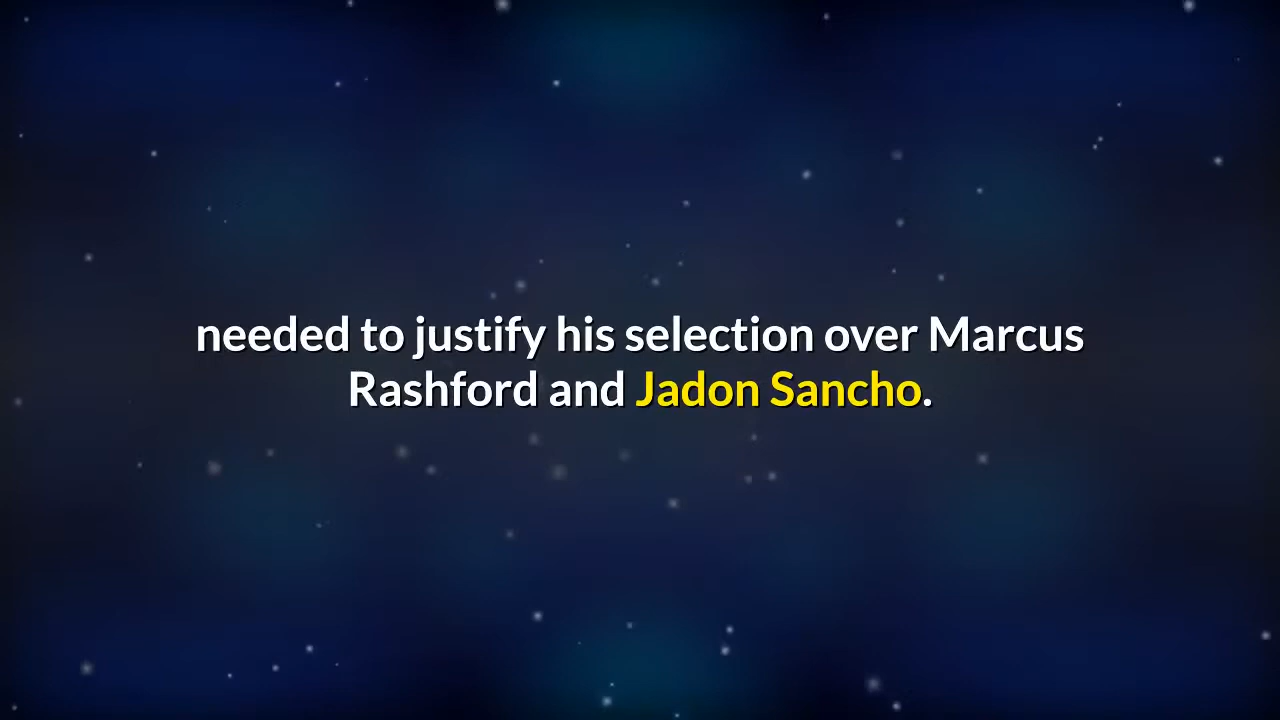 needed to justify his selection over Marcus
Rashford and Jadon Sancho.